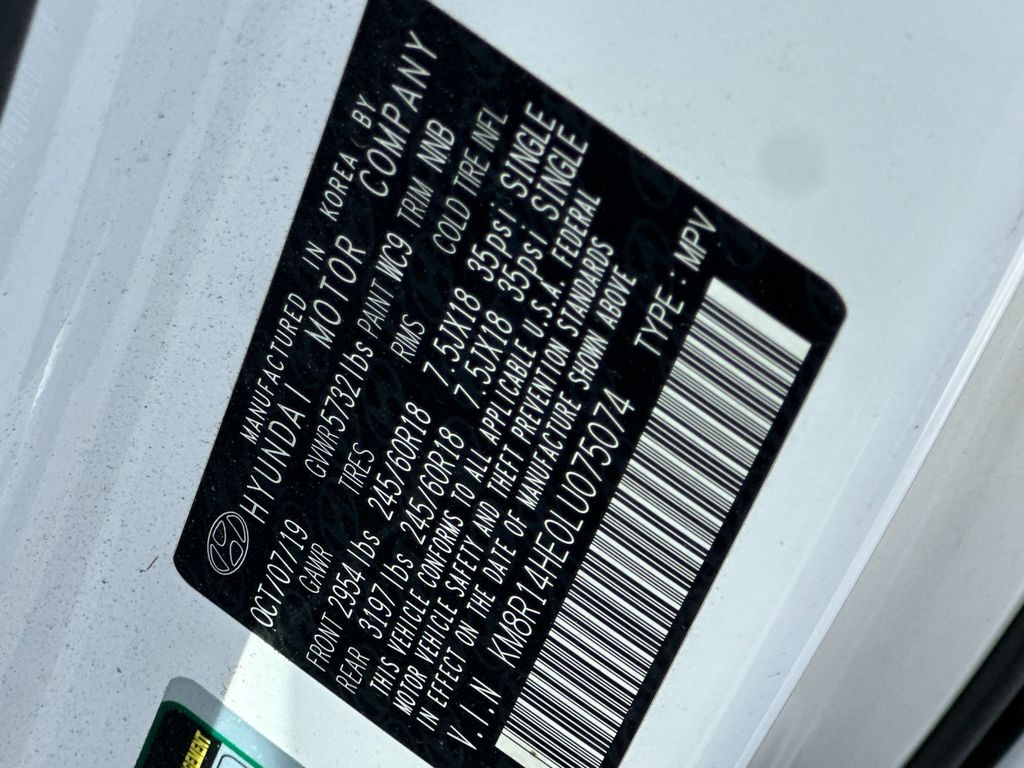 MANUFACTURED IN KOREA BY
HYUNDAI MOTOR COMPANY
OCT/07/19 GVWR 5732 lbs PAINT WC9 TRIM NNB
GAWR TIRES RIMS COLD TIRE INFL
FRONT 2954 lbs 245/60R18 7.5JX18 35psi SINGLE
REAR 3197 lbs 245/60R18 7.5JX18 35psi SINGLE
THIS VEHICLE CONFORMS TO ALL APPLICABLE U.S.A. FEDERAL
MOTOR VEHICLE SAFETY AND THEFT PREVENTION STANDARDS
IN EFFECT ON THE DATE OF MANUFACTURE SHOWN ABOVE
V.I.N KM8R14HE0LU075074 TYPE : MPV